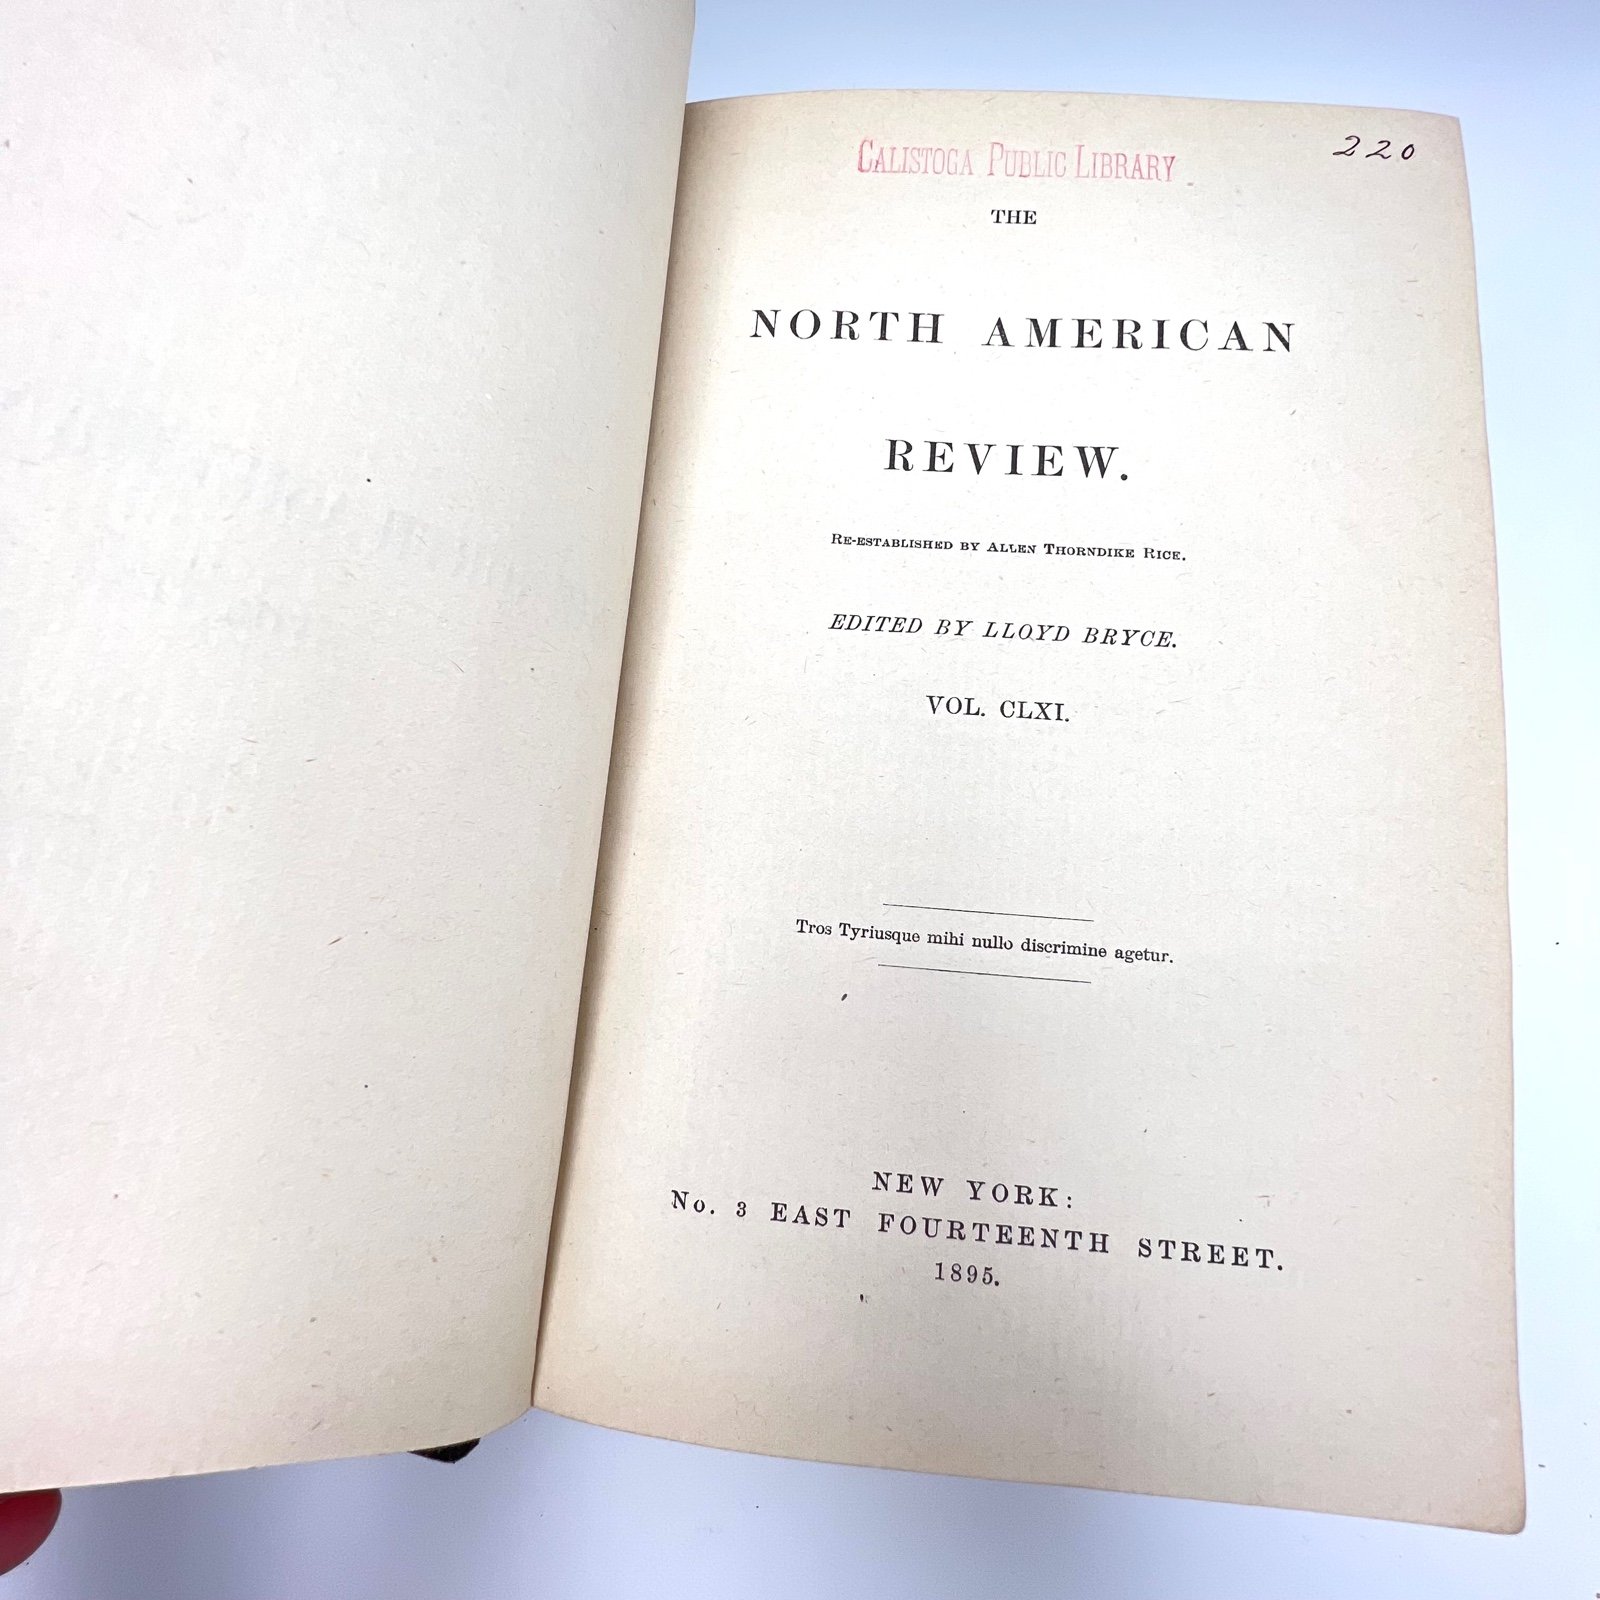 CALISTOGA PUBLIC LIBRARY
220
THE
NORTH AMERICAN
REVIEW.
RE-ESTABLISHED BY ALLEN THORNDIKE RICE.
EDITED BY LLOYD BRYCE.
VOL. CLXI.
Tros Tyriusque mihi nullo discrimine agetur.
NEW YORK:
No. 3 EAST FOURTEENTH STREET.
1895.